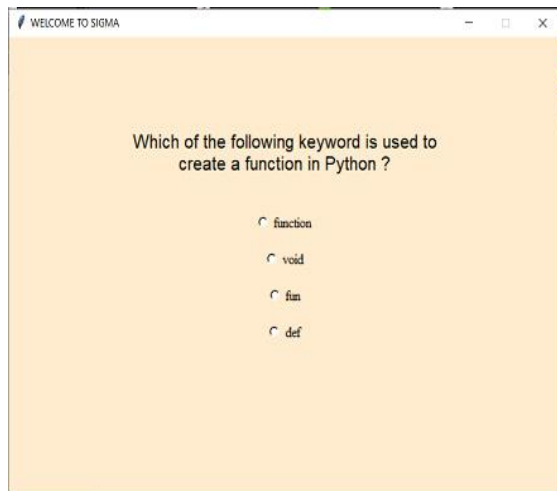 WELCOME TO SIGMA
Which of the following keyword is used to
create a function in Python ?
function
void
fun
def